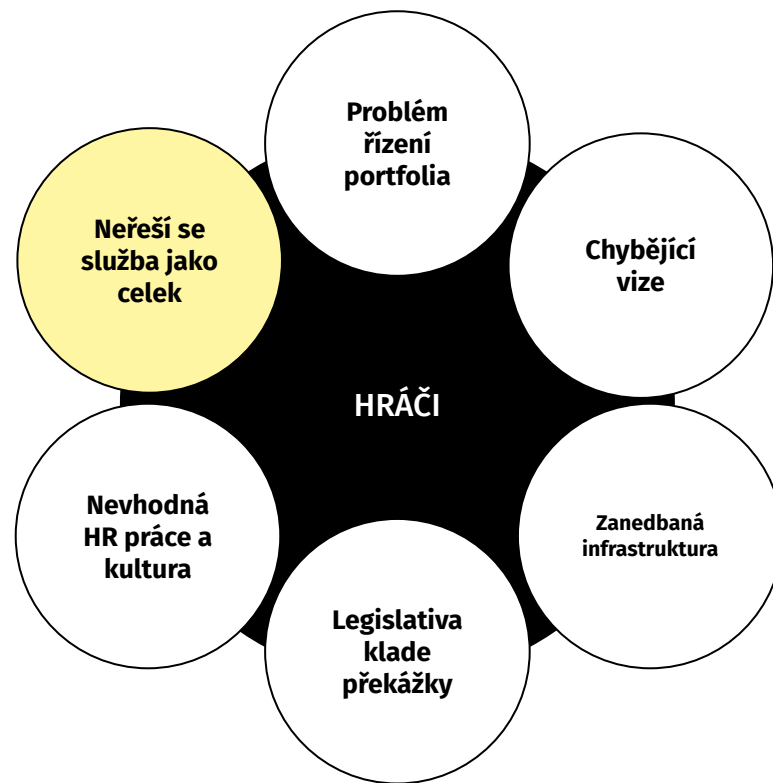 Problém
řízení
portfolia
Neřeší se
služba jako
celek
Chybějící
vize
HRÁČI
Nevhodná
HR práce a
kultura
Zanedbaná
infrastruktura
Legislativa
klade
překážky